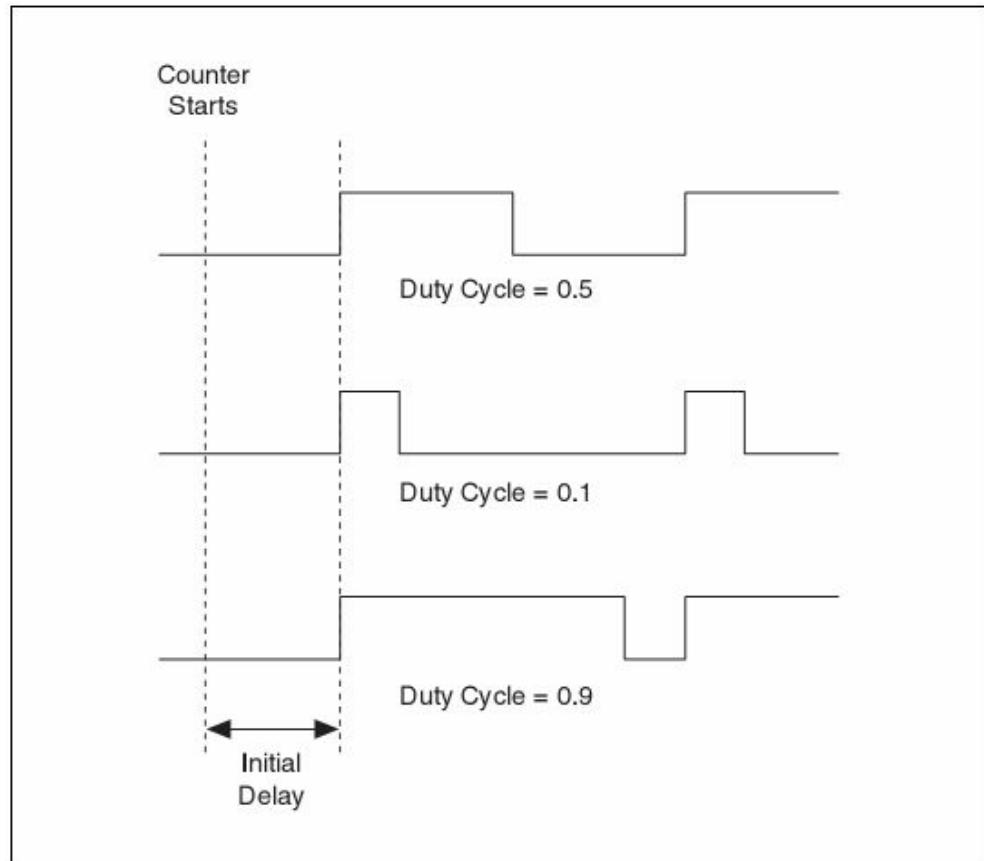 Counter
Starts
Duty Cycle = 0.5
Duty Cycle = 0.1
Duty Cycle = 0.9
Initial
Delay